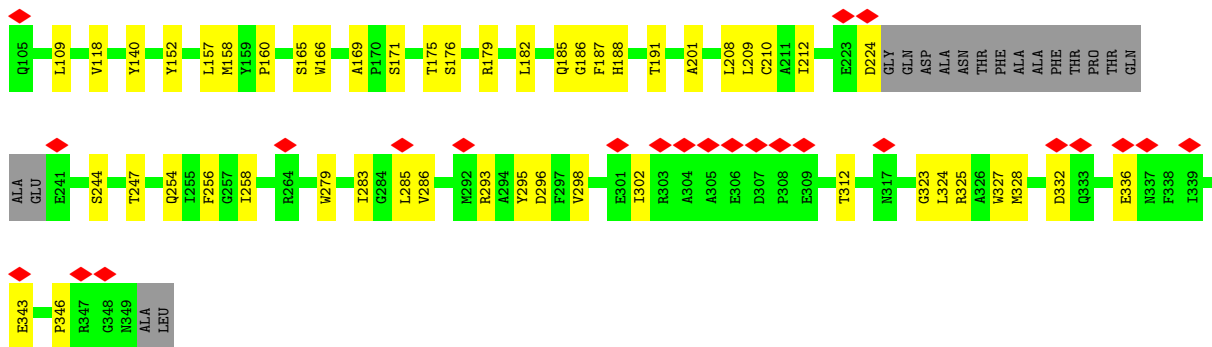 Q105 L109 V118 Y140 Y152 L157 M158 Y159 P160 S165 W166 A169 P170 S171 T175 S176 R179 L182 Q185 G186 F187 H188 T191 A201 L208 L209 C210 A211 I212 E223 D224 GLY GLN ASP ALA ASN THR PHE ALA ALA PHE THR PRO THR GLN
ALA GLU E241 S244 T247 Q254 I255 F256 G257 I258 R264 W279 I283 G284 L285 V286 M292 R293 A294 Y295 D296 F297 V298 E301 I302 R303 A304 A305 E306 D307 P308 E309 T312 N317 G323 L324 R325 A326 W327 M328 D332 Q333 E336 N337 F338 I339
E343 P346 R347 G348 N349 ALA LEU